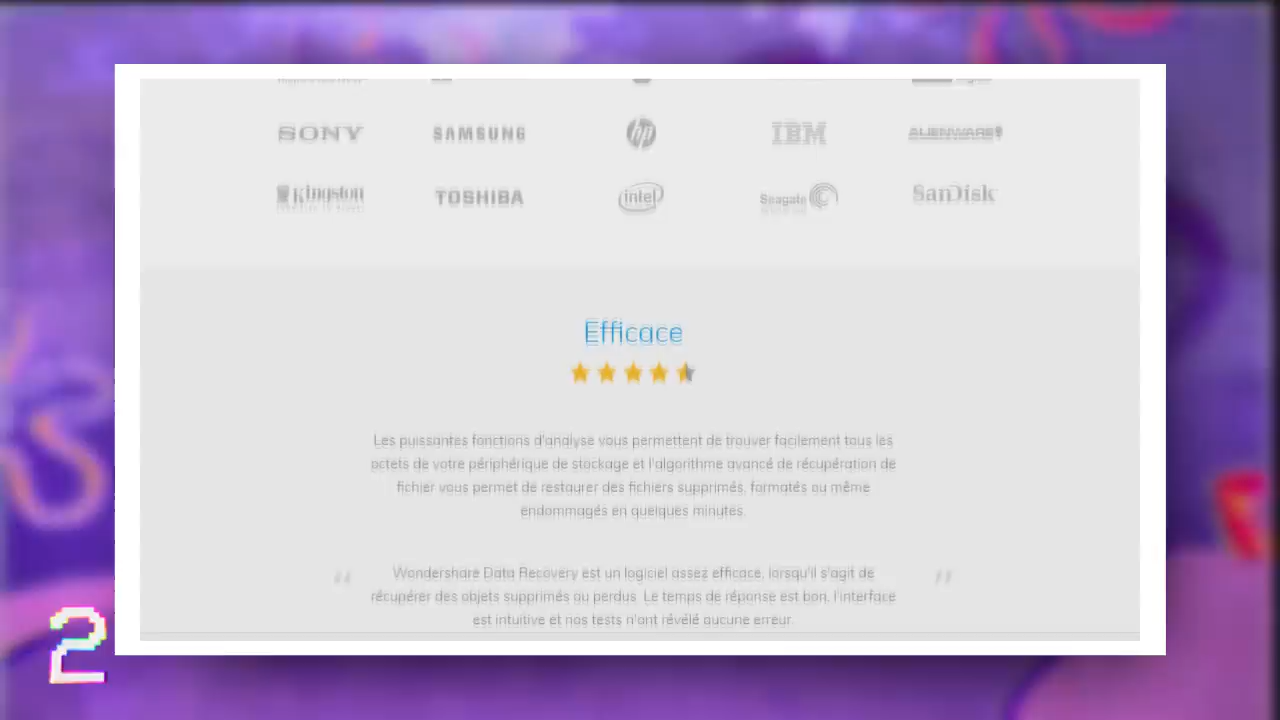 SONY SAMSUNG hp IBM ALIENWARE
Kingston TOSHIBA intel Seagate SanDisk
Efficace
Les puissantes fonctions d'analyse vous permettent de trouver facilement tous les
octets de votre périphérique de stockage et l'algorithme avancé de récupération de
fichier vous permet de restaurer des fichiers supprimés, formatés ou même
endommagés en quelques minutes.
" Wondershare Data Recovery est un logiciel assez efficace, lorsqu'il s'agit de "
récupérer des objets supprimés ou perdus. Le temps de réponse est bon, l'interface
est intuitive et nos tests n'ont révélé aucune erreur.
2